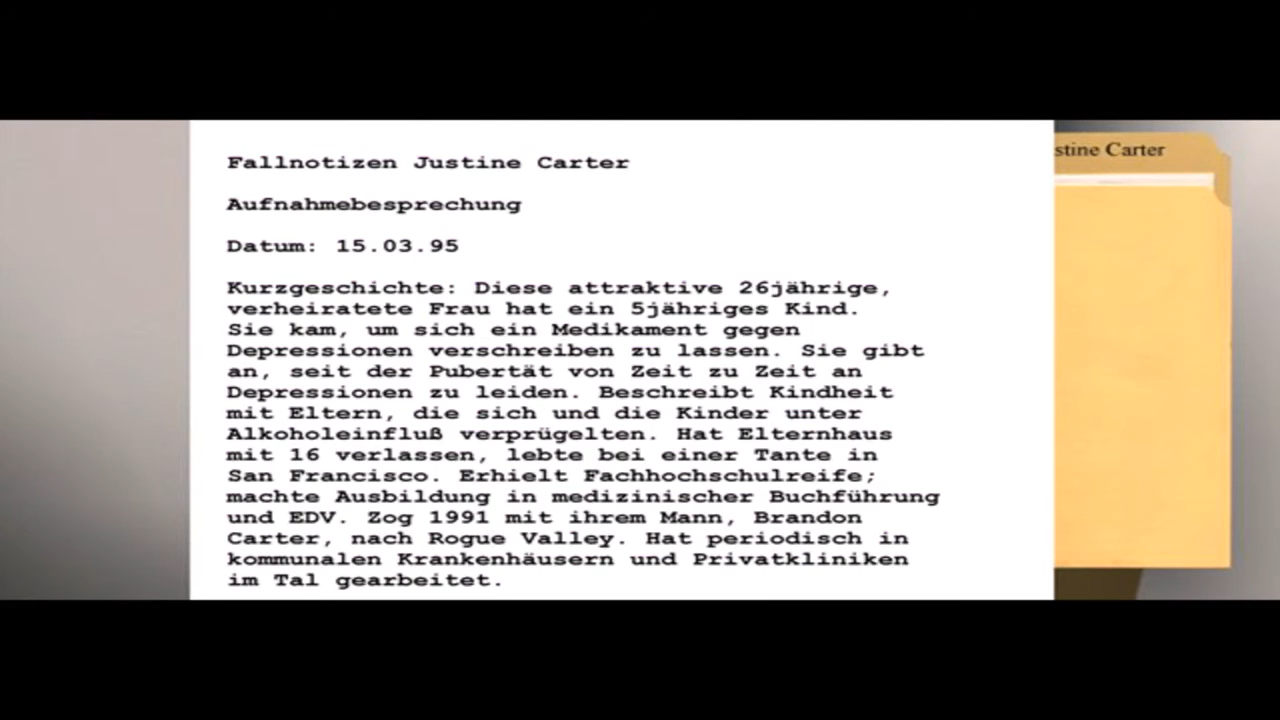 Fallnotizen Justine Carter
Aufnahmebesprechung
Datum: 15.03.95
Kurzgeschichte: Diese attraktive 26jährige,
verheiratete Frau hat ein 5jähriges Kind.
Sie kam, um sich ein Medikament gegen
Depressionen verschreiben zu lassen. Sie gibt
an, seit der Pubertät von Zeit zu Zeit an
Depressionen zu leiden. Beschreibt Kindheit
mit Eltern, die sich und die Kinder unter
Alkoholeinfluß verprügelten. Hat Elternhaus
mit 16 verlassen, lebte bei einer Tante in
San Francisco. Erhielt Fachhochschulreife;
machte Ausbildung in medizinischer Buchführung
und EDV. Zog 1991 mit ihrem Mann, Brandon
Carter, nach Rogue Valley. Hat periodisch in
kommunalen Krankenhäusern und Privatkliniken
im Tal gearbeitet.
stine Carter